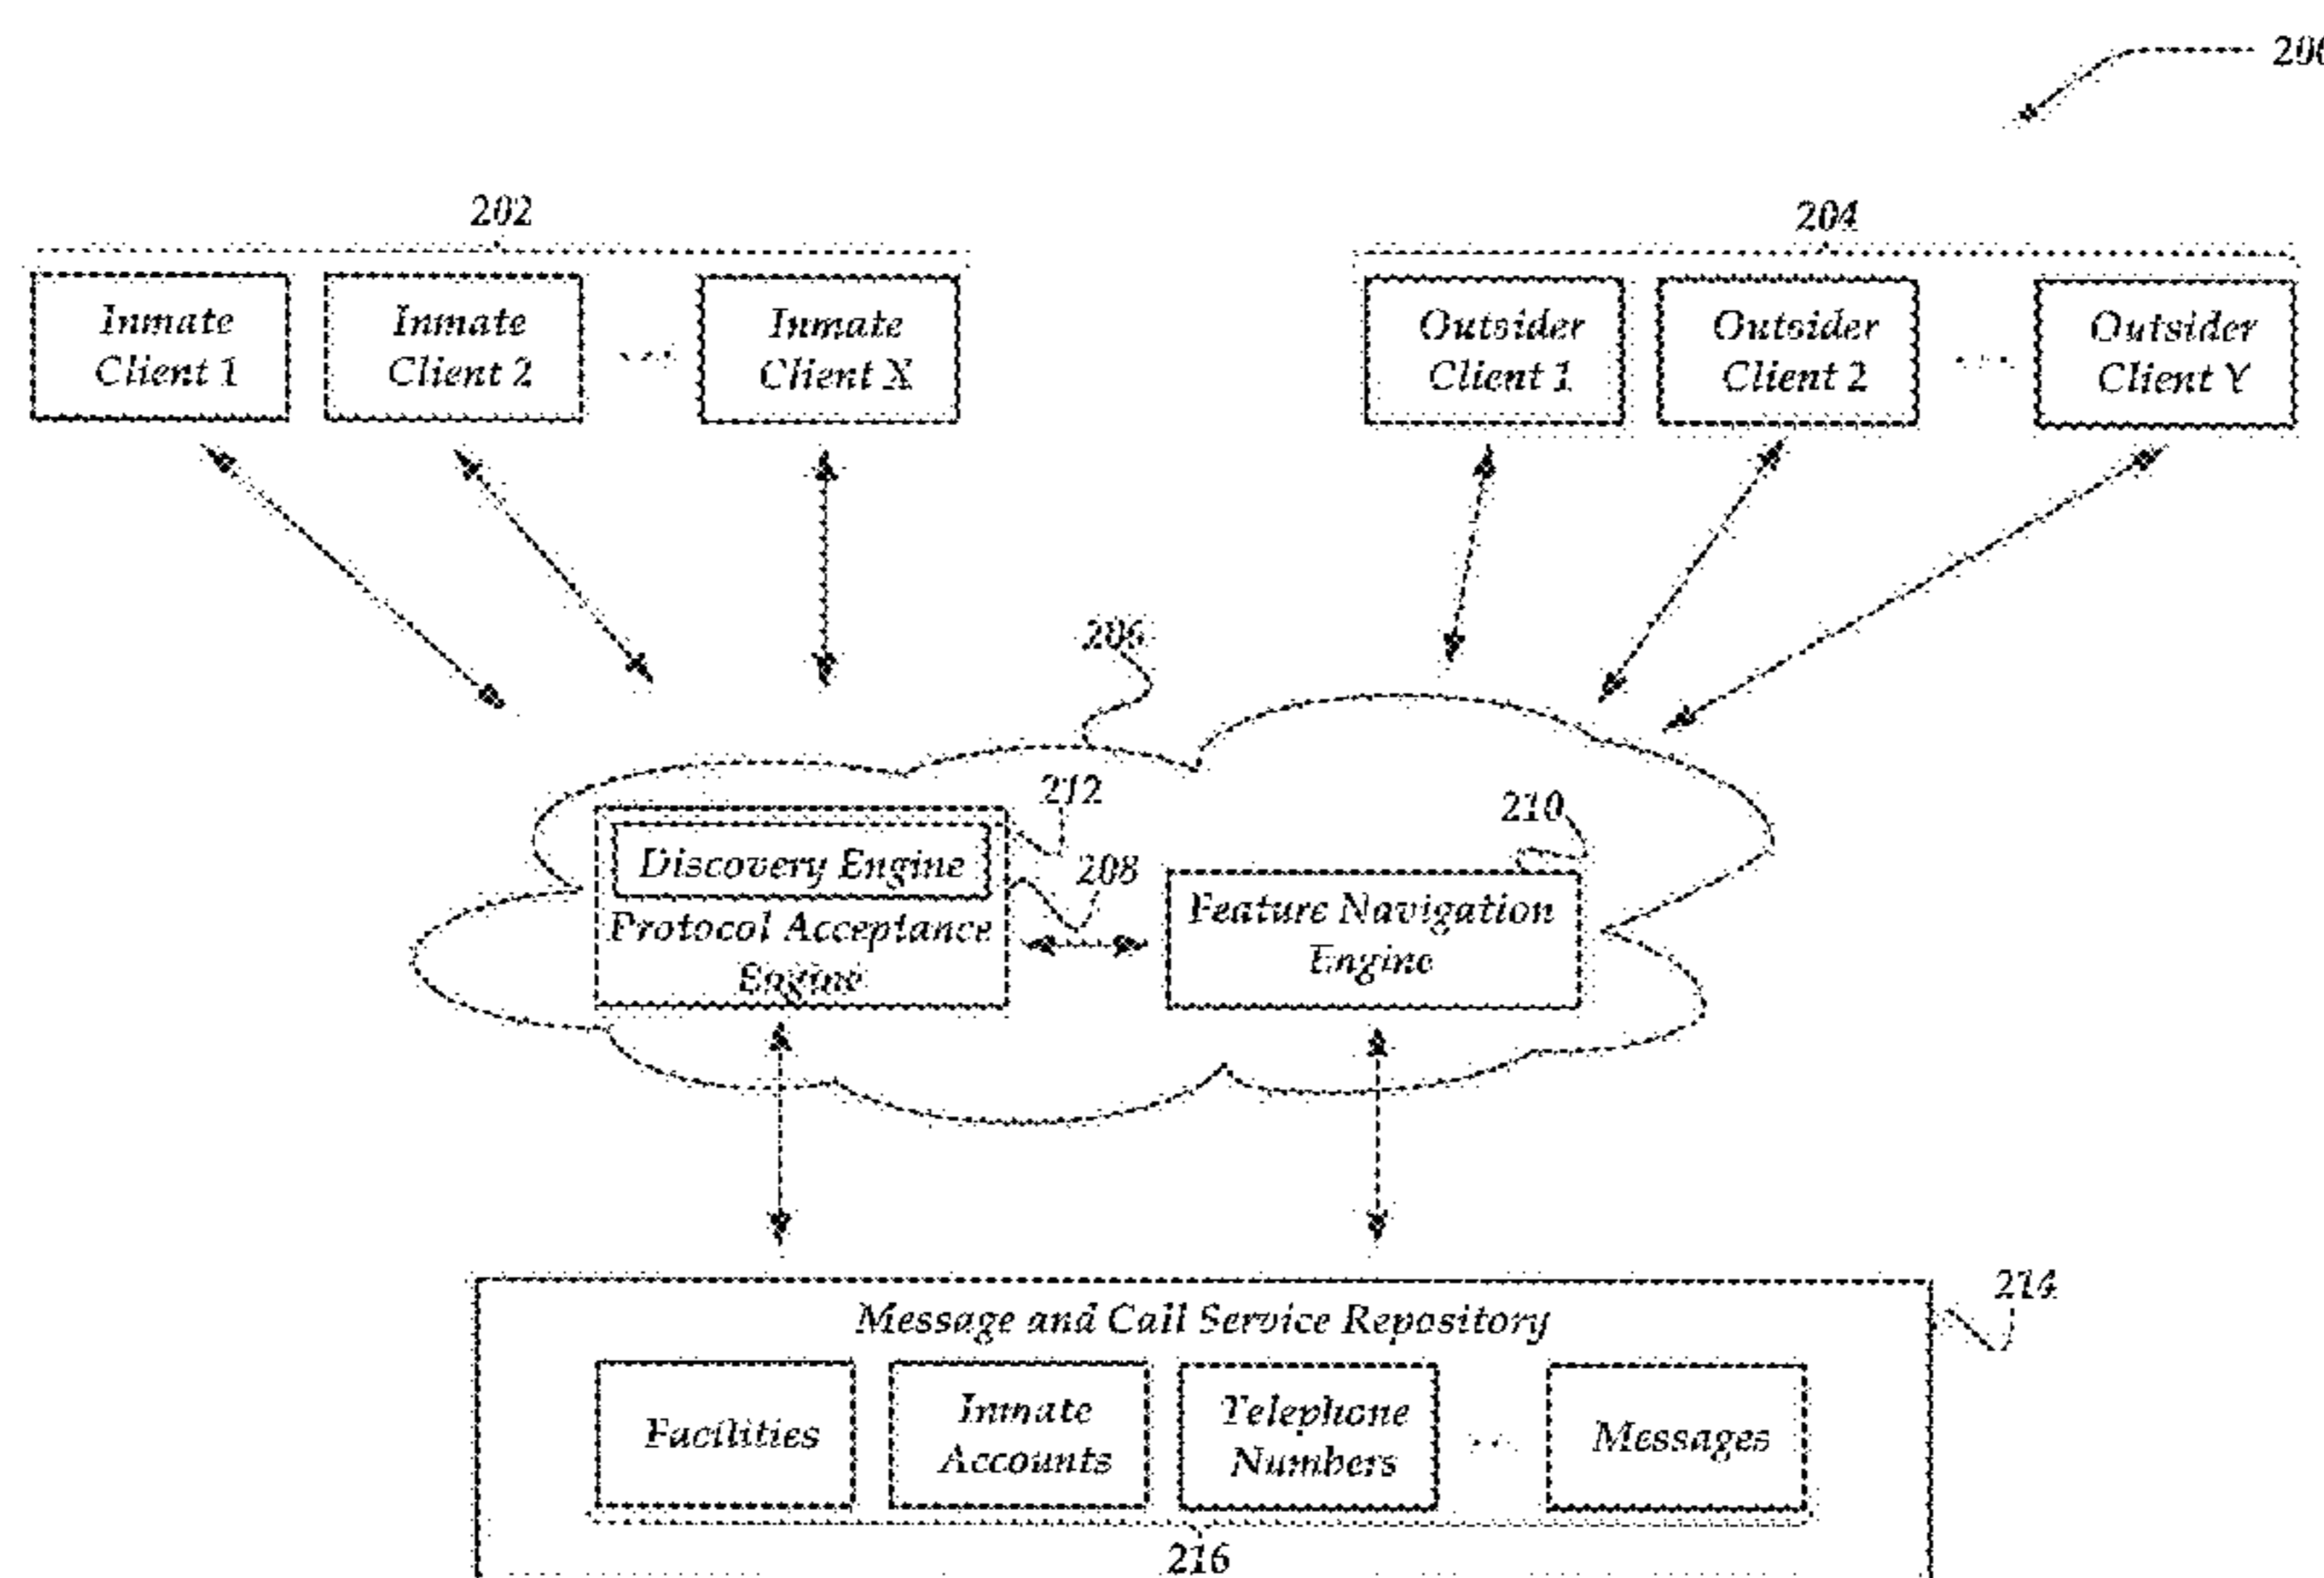 200
202
204
Inmate
Client 1
Inmate
Client 2
...
Inmate
Client X
Outsider
Client 1
Outsider
Client 2
...
Outsider
Client Y
206
212
210
Discovery Engine
208
Protocol Acceptance
Engine
Feature Navigation
Engine
214
Message and Call Service Repository
Facilities
Inmate
Accounts
Telephone
Numbers
...
Messages
216